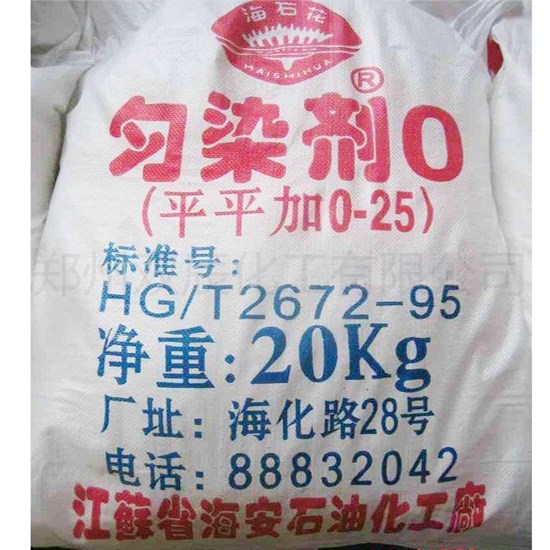 海石花
HAISHIHUA
®
匀染剂O
(平平加O-25)
标准号:
HG/T2672-95
净重:20Kg
厂址:海化路28号
电话:88832042
江蘇省海安石油化工廠